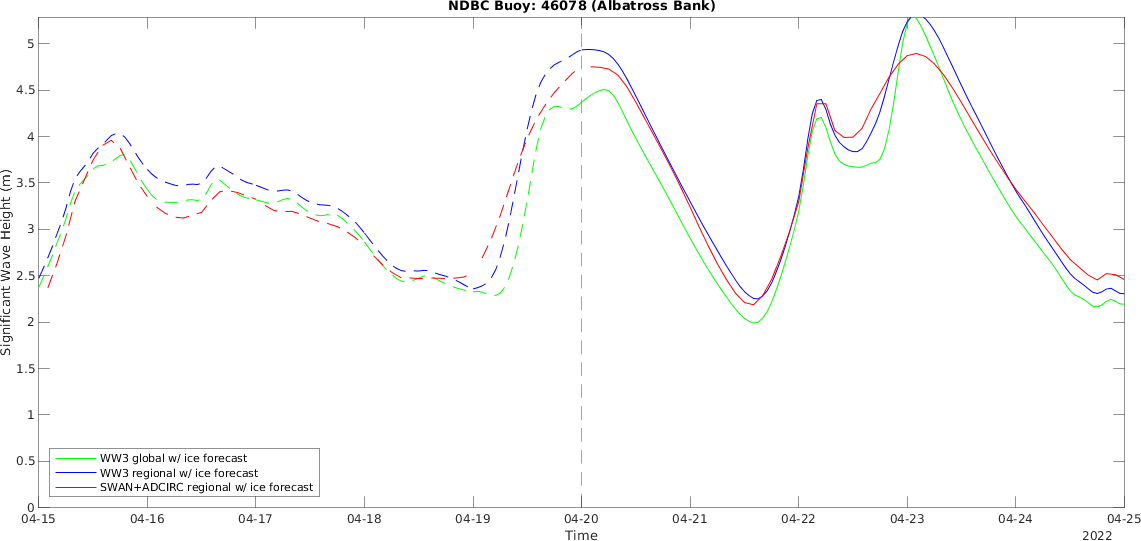 NDBC Buoy: 46078 (Albatross Bank)
Significant Wave Height (m)
5
4.5
4
3.5
3
2.5
2
1.5
1
0.5
0
WW3 global w/ ice forecast
WW3 regional w/ ice forecast
SWAN+ADCIRC regional w/ ice forecast
04-15 04-16 04-17 04-18 04-19 04-20 04-21 04-22 04-23 04-24 04-25
Time
2022